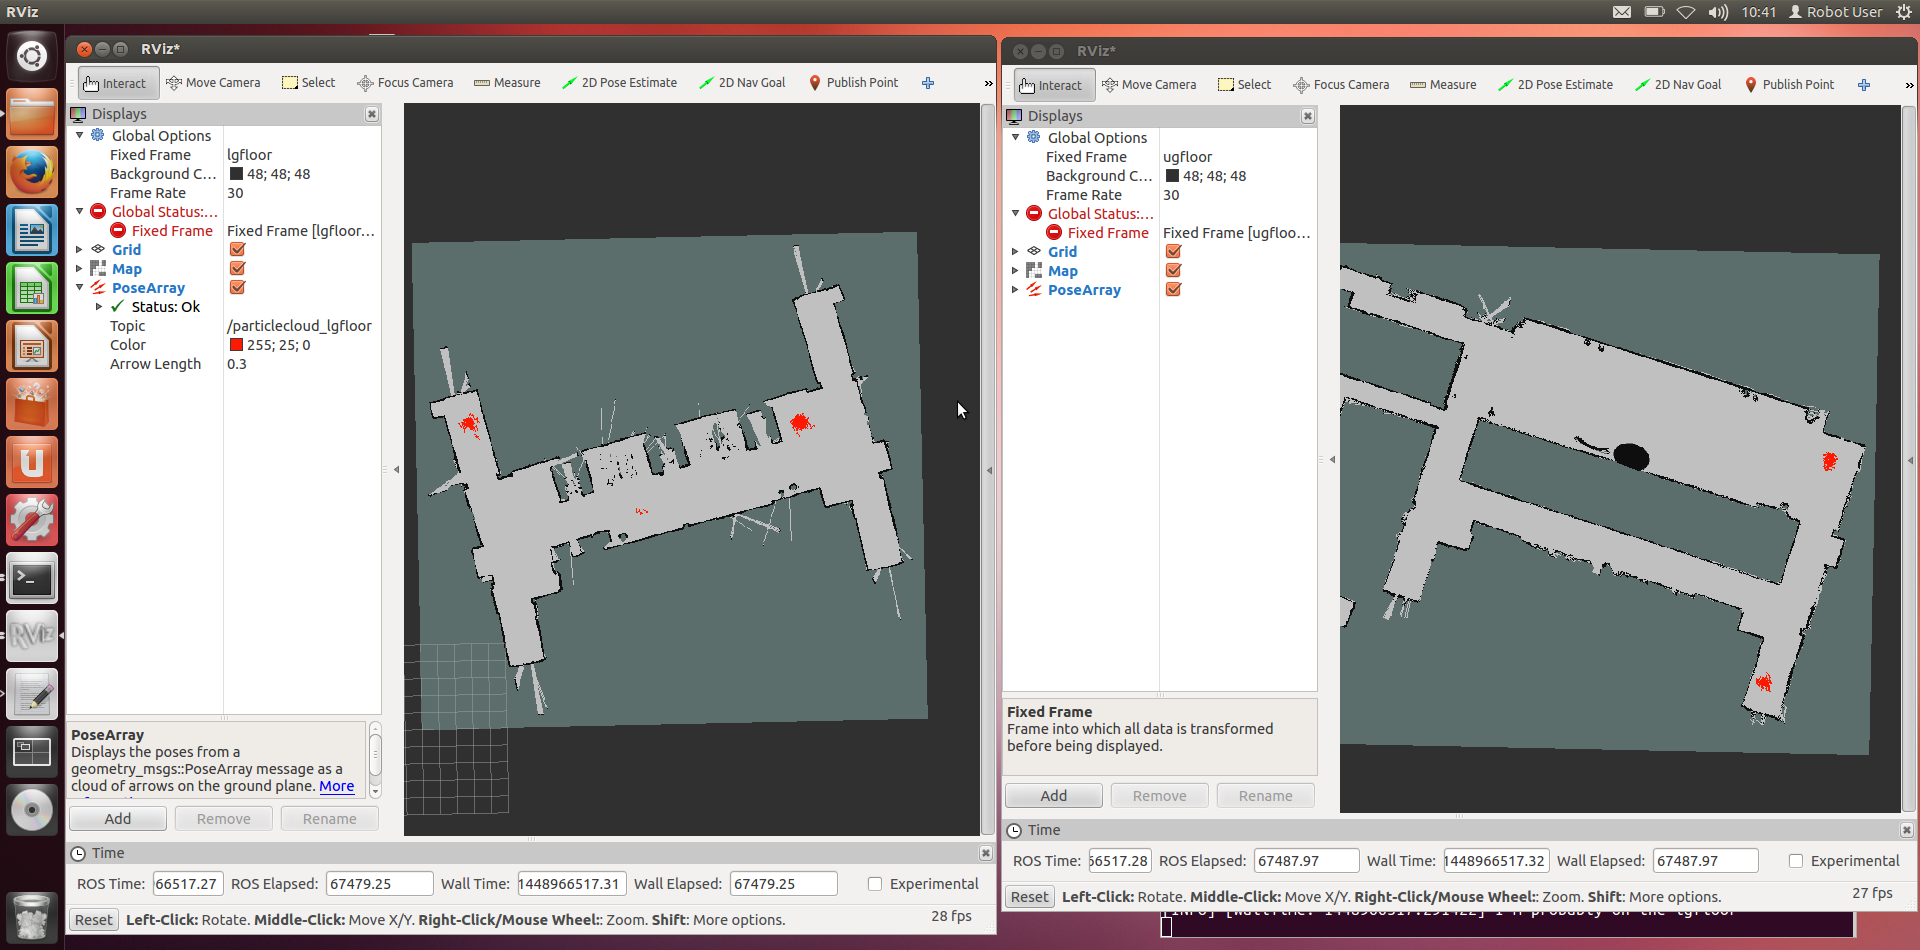 RViz
10:41 Robot User
RViz*
Interact Move Camera Select Focus Camera Measure 2D Pose Estimate 2D Nav Goal Publish Point »
Displays
Global Options
Fixed Frame lgfloor
Background C... 48; 48; 48
Frame Rate 30
Global Status:...
Fixed Frame Fixed Frame [lgfloor...
Grid
Map
PoseArray
Status: Ok
Topic /particlecloud_lgfloor
Color 255; 25; 0
Arrow Length 0.3
PoseArray
Displays the poses from a
geometry_msgs::PoseArray message as a
cloud of arrows on the ground plane. More
Add Remove Rename
Time
ROS Time: 66517.27 ROS Elapsed: 67479.25 Wall Time: 1448966517.31 Wall Elapsed: 67479.25 Experimental
Reset Left-Click: Rotate. Middle-Click: Move X/Y. Right-Click/Mouse Wheel:: Zoom. Shift: More options. 28 fps
RViz*
Interact Move Camera Select Focus Camera Measure 2D Pose Estimate 2D Nav Goal Publish Point »
Displays
Global Options
Fixed Frame ugfloor
Background C... 48; 48; 48
Frame Rate 30
Global Status:...
Fixed Frame Fixed Frame [ugfloo...
Grid
Map
PoseArray
Fixed Frame
Frame into which all data is transformed
before being displayed.
Add Remove Rename
Time
ROS Time: 66517.28 ROS Elapsed: 67487.97 Wall Time: 1448966517.32 Wall Elapsed: 67487.97 Experimental
Reset Left-Click: Rotate. Middle-Click: Move X/Y. Right-Click/Mouse Wheel:: Zoom. Shift: More options. 27 fps
[INFO] [WallTime: 1448966517.291422] I'm probably on the lgfloor
RViz